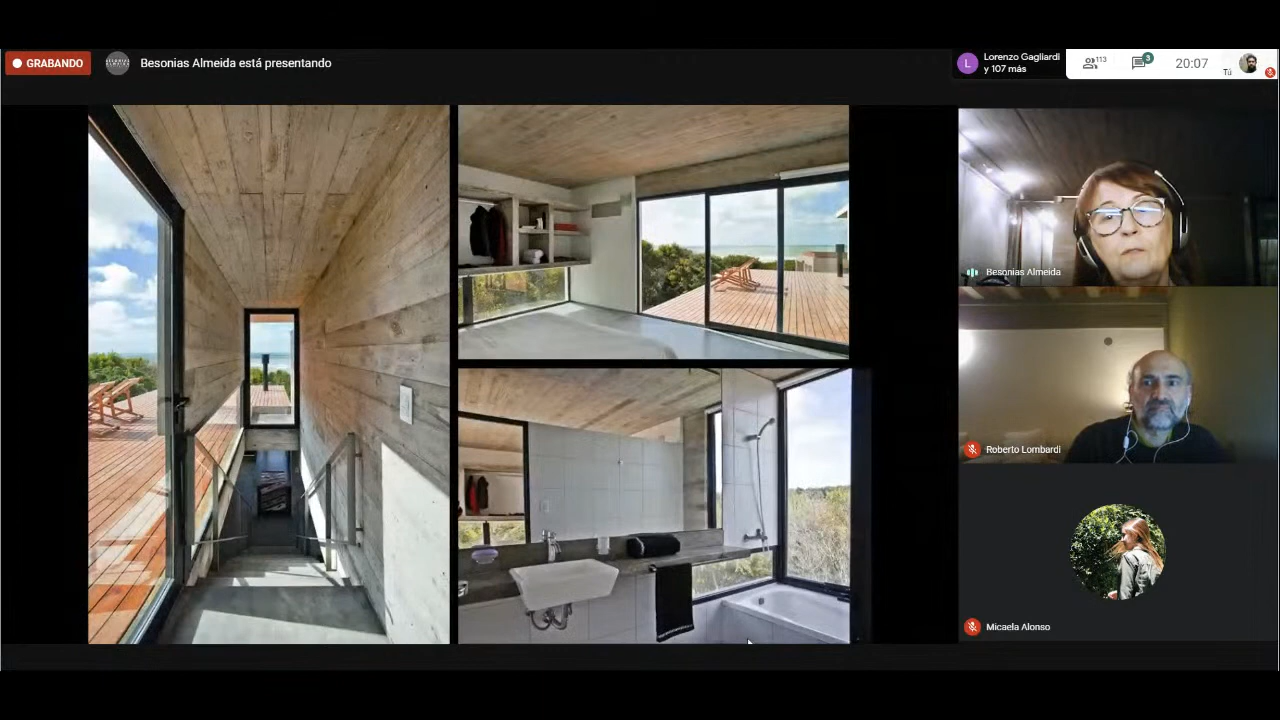 GRABANDO
Besonias Almeida está presentando
L
Lorenzo Gagliardi
y 107 más
113
3
20:07
Tú
Besonias Almeida
Roberto Lombardi
Micaela Alonso